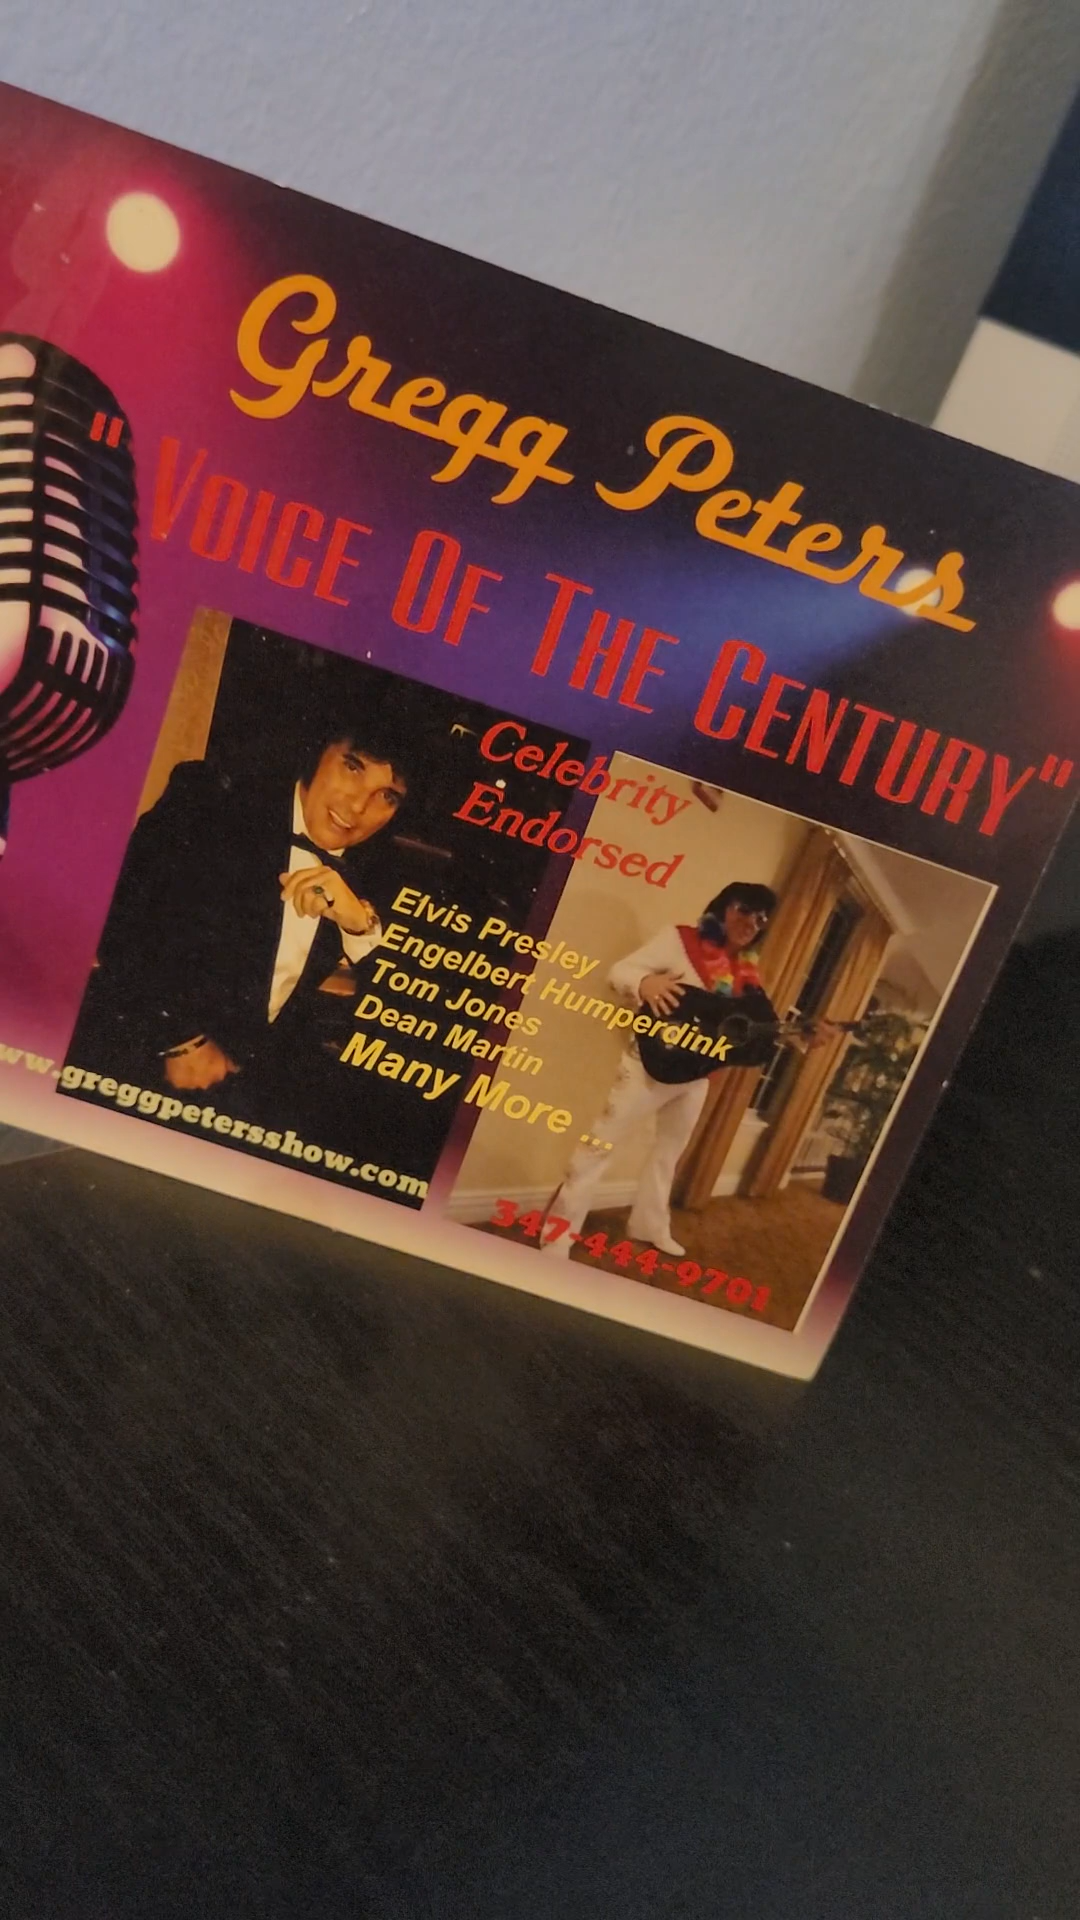 Gregg Peters
"VOICE OF THE CENTURY"
Celebrity
Endorsed
Elvis Presley
Engelbert Humperdink
Tom Jones
Dean Martin
Many More ...
www.greggpetersshow.com
347-444-9701